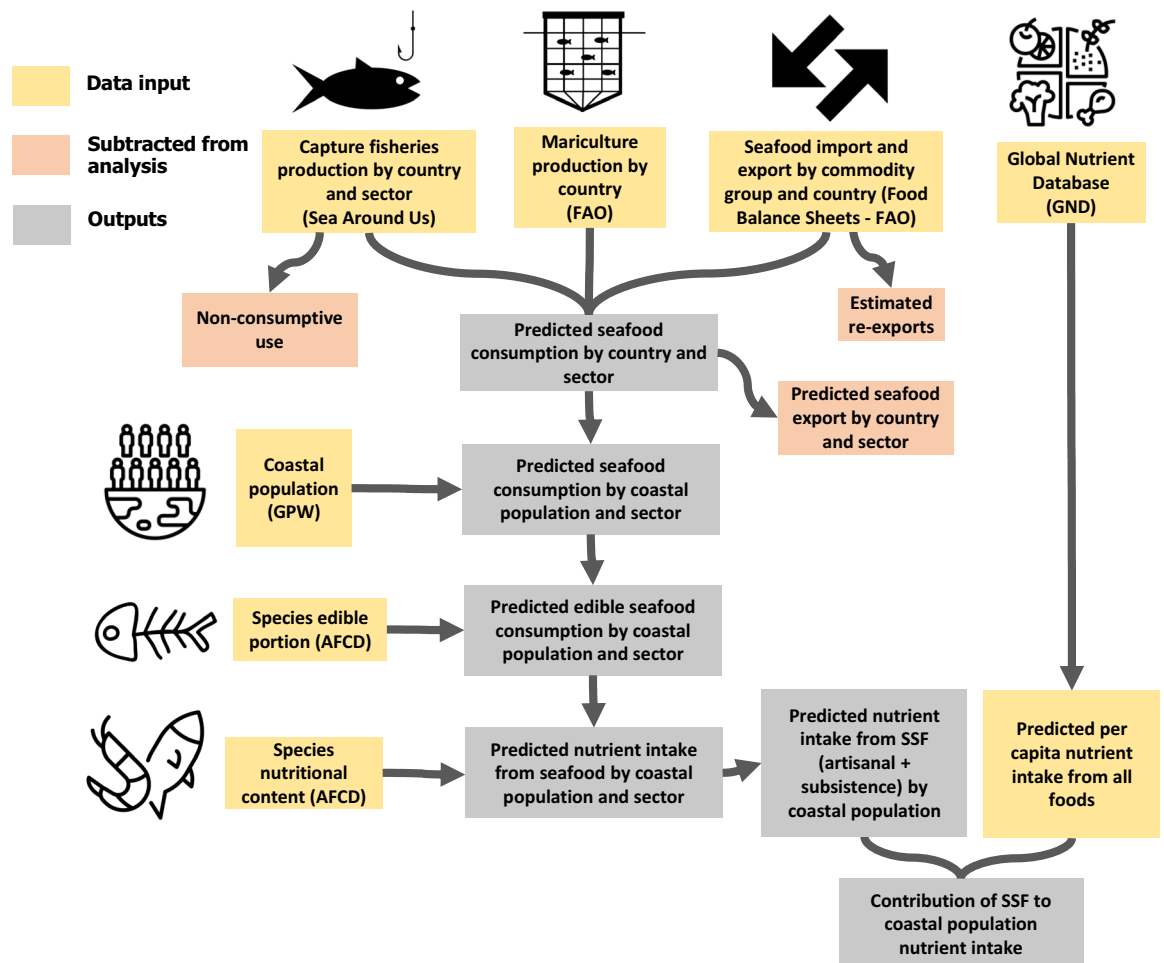 Data input
Subtracted from
analysis
Outputs
Capture fisheries
production by country
and sector
(Sea Around Us)
Mariculture
production by
country
(FAO)
Seafood import and
export by commodity
group and country (Food
Balance Sheets - FAO)
Global Nutrient
Database
(GND)
Non-consumptive
use
Predicted seafood
consumption by country and
sector
Estimated
re-exports
Predicted seafood
export by country
and sector
Coastal
population
(GPW)
Predicted seafood
consumption by coastal
population and sector
Species edible
portion (AFCD)
Predicted edible seafood
consumption by coastal
population and sector
Species
nutritional
content (AFCD)
Predicted nutrient intake
from seafood by coastal
population and sector
Predicted nutrient
intake from SSF
(artisanal +
subsistence) by
coastal population
Predicted per
capita nutrient
intake from all
foods
Contribution of SSF to
coastal population
nutrient intake